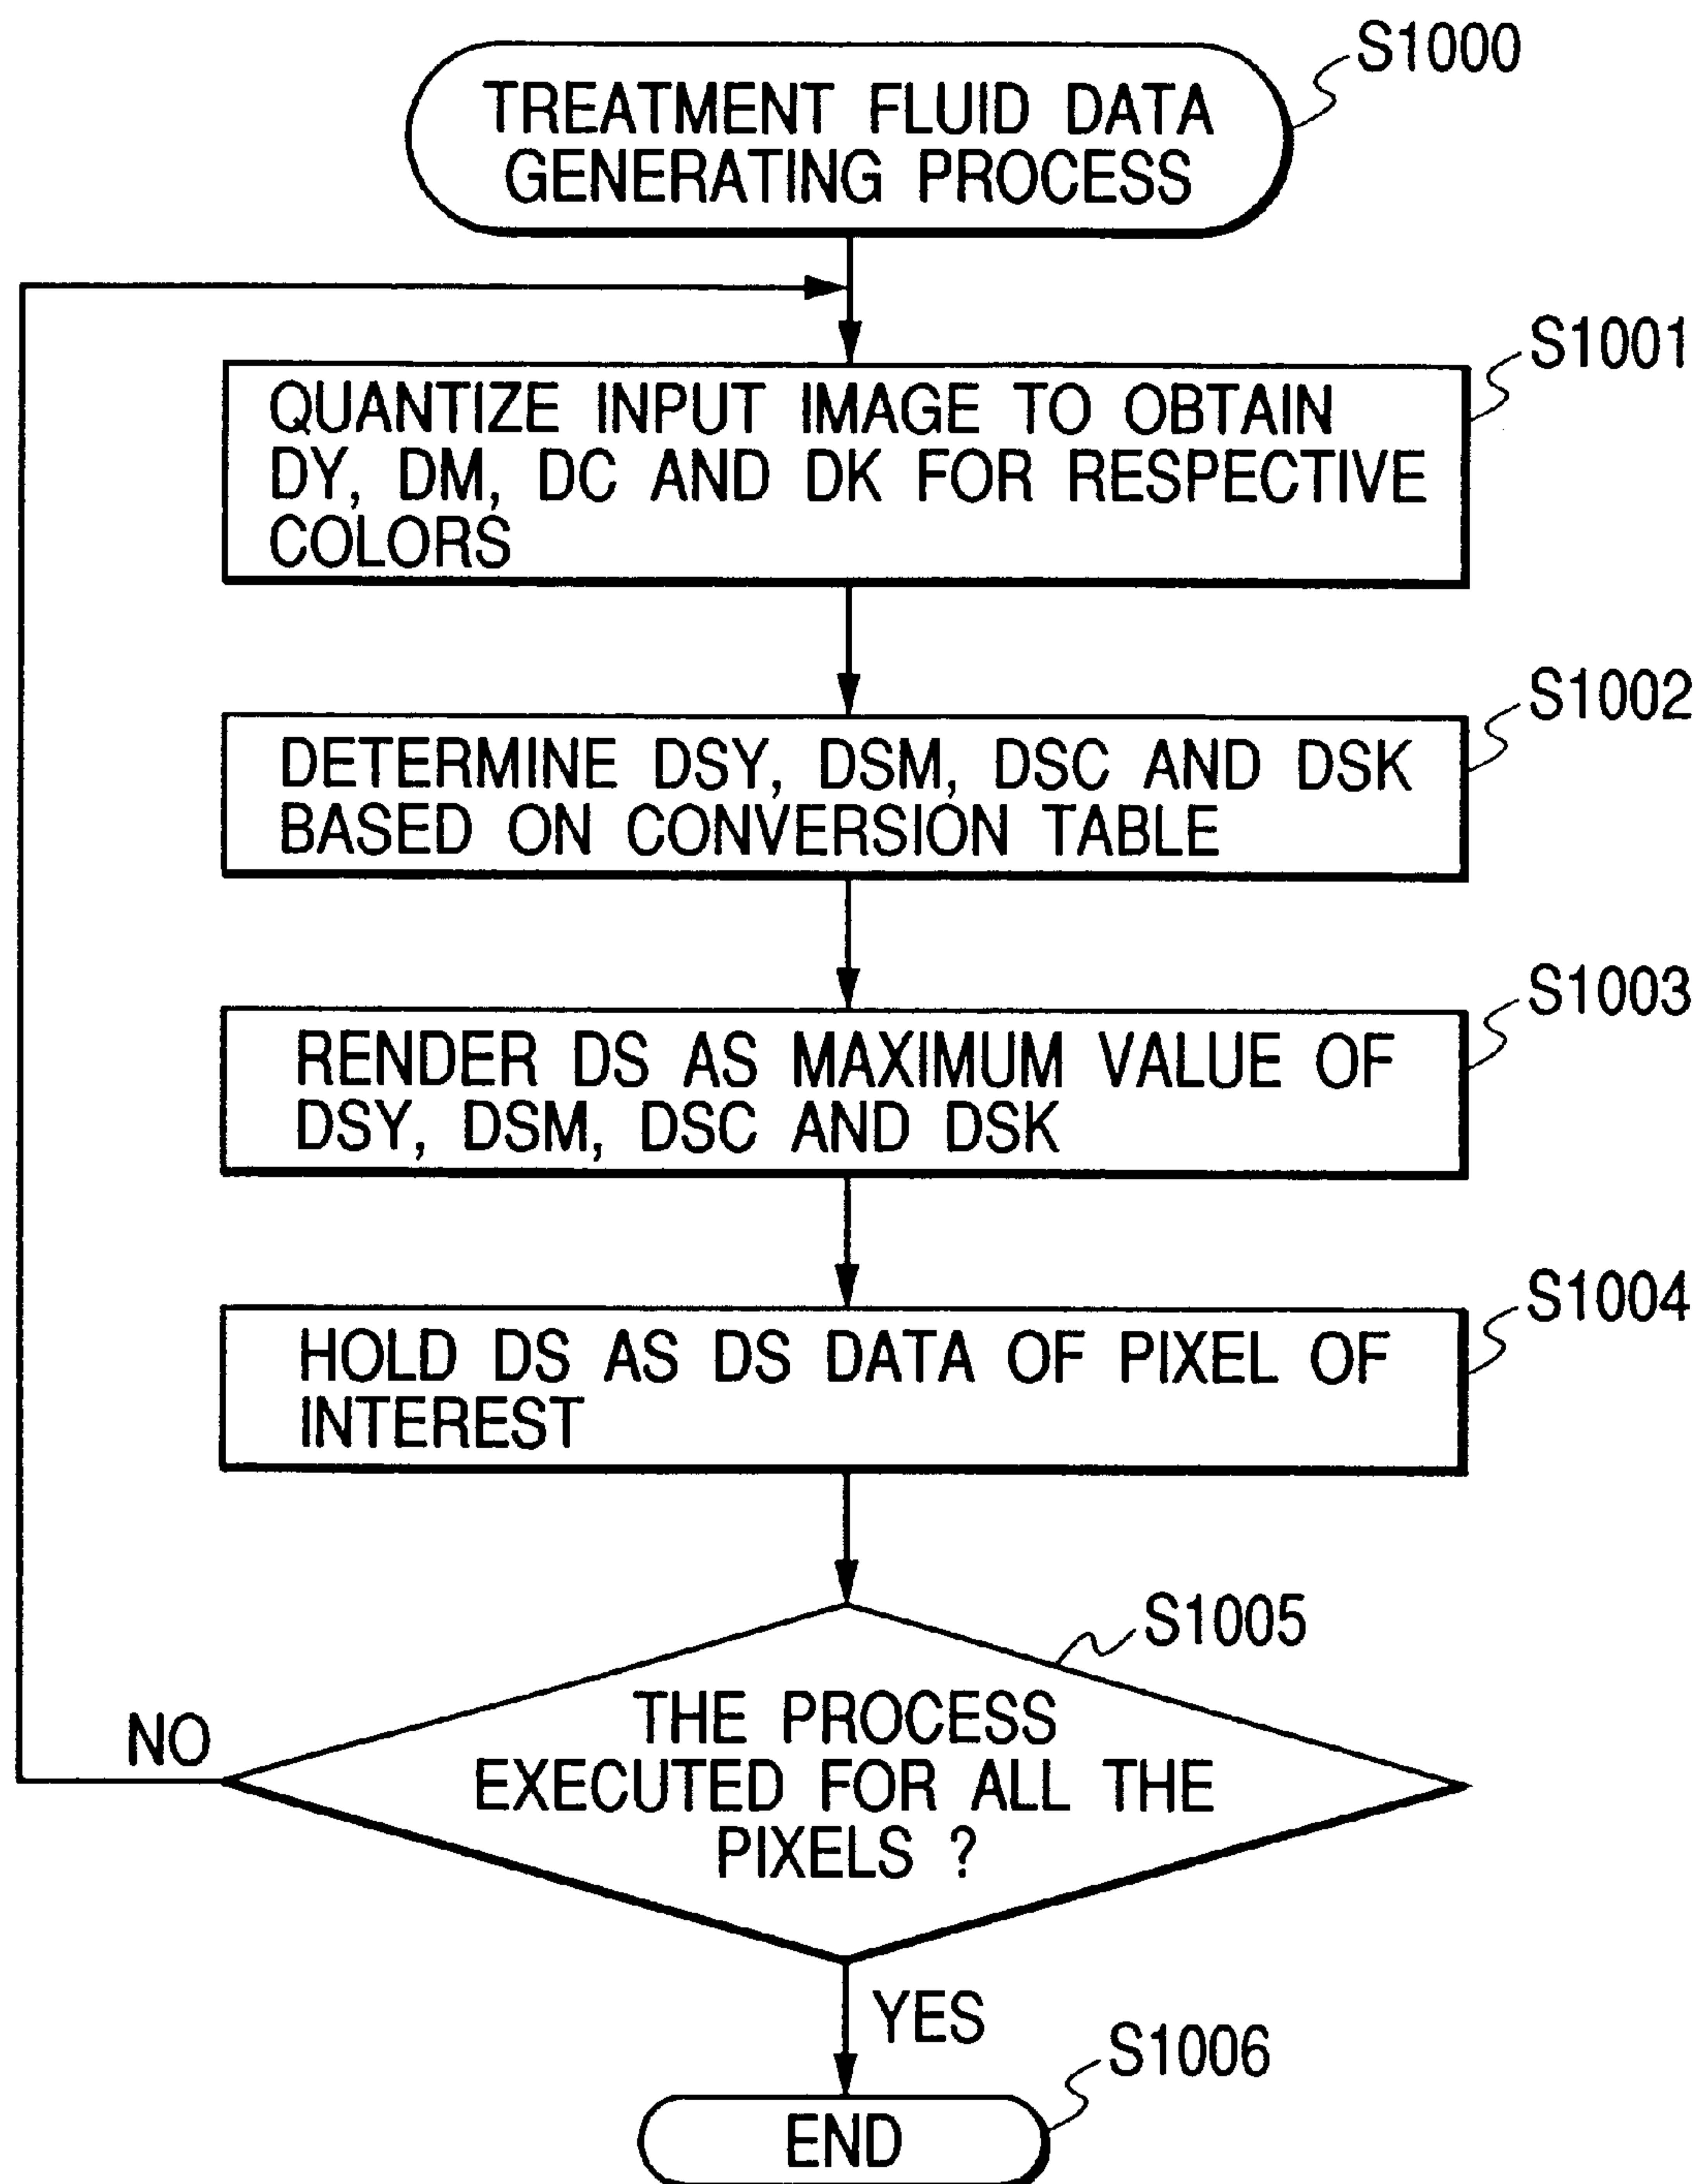 S1000
TREATMENT FLUID DATA
GENERATING PROCESS
S1001
QUANTIZE INPUT IMAGE TO OBTAIN
DY, DM, DC AND DK FOR RESPECTIVE
COLORS
S1002
DETERMINE DSY, DSM, DSC AND DSK
BASED ON CONVERSION TABLE
S1003
RENDER DS AS MAXIMUM VALUE OF
DSY, DSM, DSC AND DSK
S1004
HOLD DS AS DS DATA OF PIXEL OF
INTEREST
S1005
THE PROCESS
EXECUTED FOR ALL THE
PIXELS ?
NO
YES
S1006
END